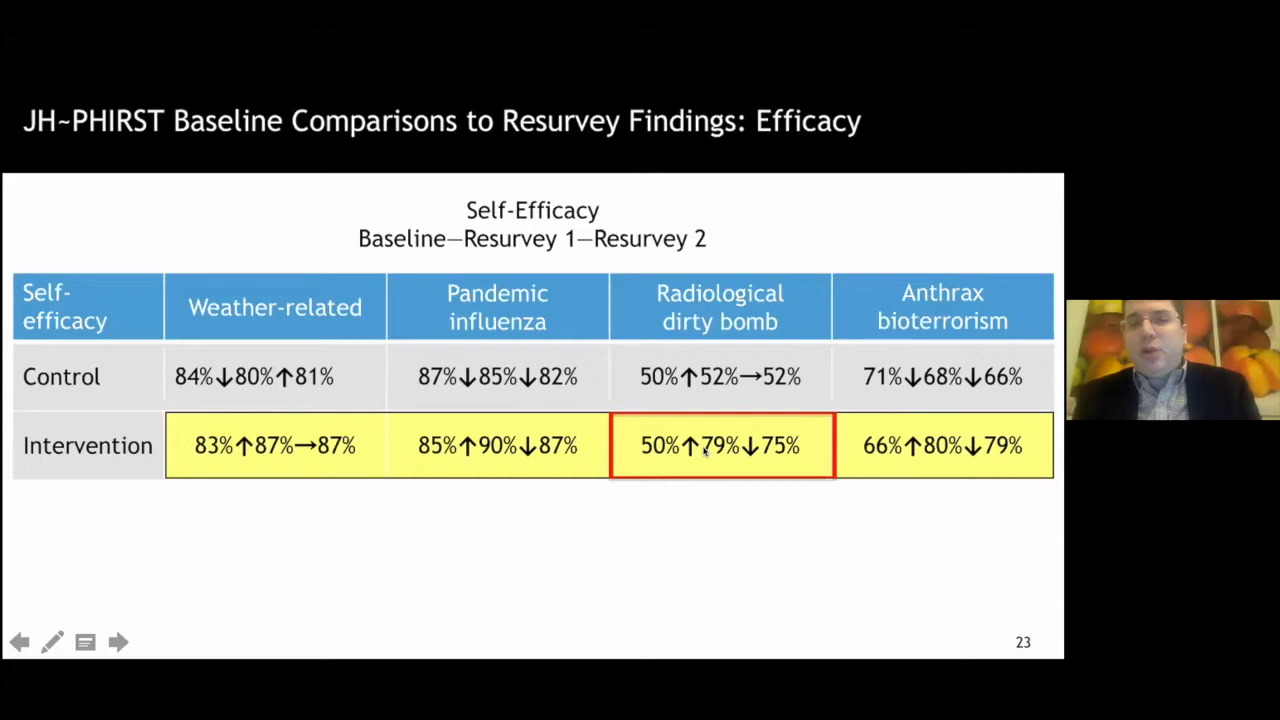 JH~PHIRST Baseline Comparisons to Resurvey Findings: Efficacy
Self-Efficacy
Baseline—Resurvey 1—Resurvey 2
Self-efficacy Weather-related Pandemic influenza Radiological dirty bomb Anthrax bioterrorism
Control 84%↓80%↑81% 87%↓85%↓82% 50%↑52%→52% 71%↓68%↓66%
Intervention 83%↑87%→87% 85%↑90%↓87% 50%↑79%↓75% 66%↑80%↓79%
23